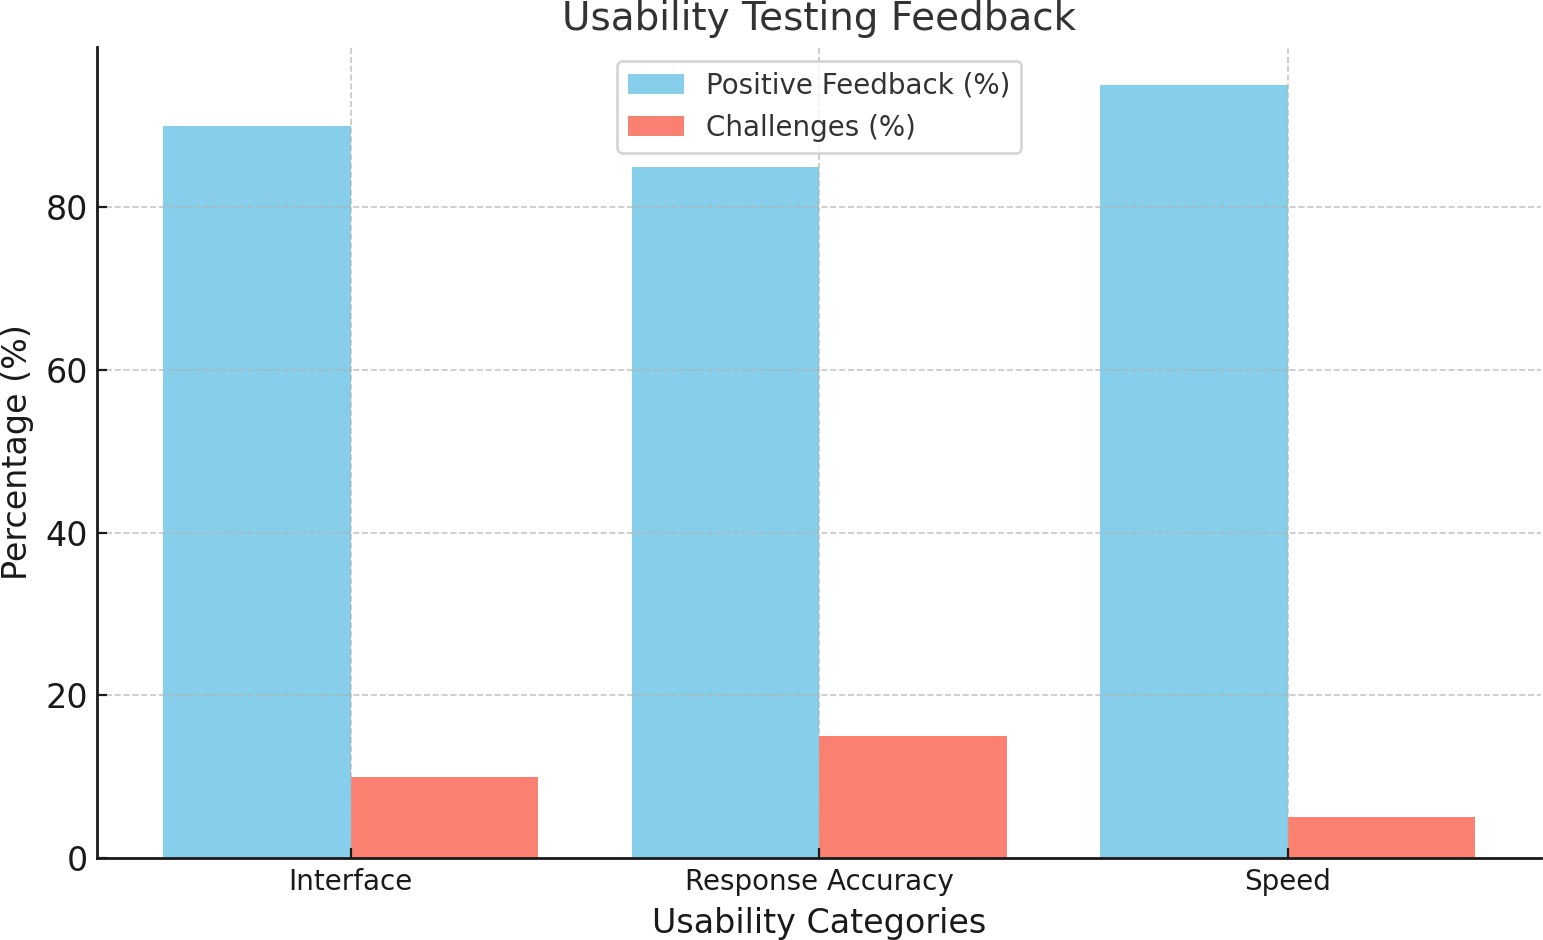 Usability Testing Feedback
Positive Feedback (%)
Challenges (%)
Percentage (%)
80
60
40
20
0
Interface
Response Accuracy
Speed
Usability Categories